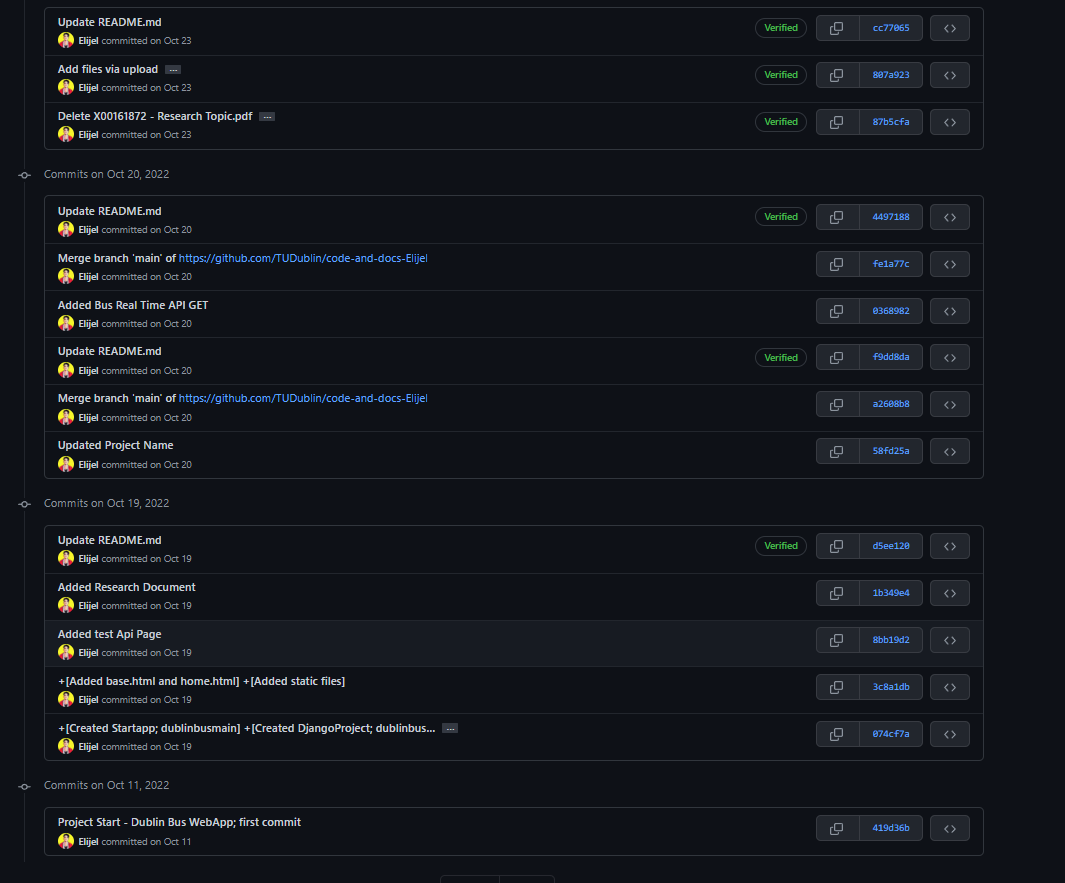 Update README.md
Verified
cc77065
Elijel committed on Oct 23
Add files via upload ...
Verified
807a923
Elijel committed on Oct 23
Delete X00161872 - Research Topic.pdf ...
Verified
87b5cfa
Elijel committed on Oct 23
Commits on Oct 20, 2022
Update README.md
Verified
4497188
Elijel committed on Oct 20
Merge branch 'main' of https://github.com/TUDublin/code-and-docs-Elijel
fe1a77c
Elijel committed on Oct 20
Added Bus Real Time API GET
0368982
Elijel committed on Oct 20
Update README.md
Verified
f9dd8da
Elijel committed on Oct 20
Merge branch 'main' of https://github.com/TUDublin/code-and-docs-Elijel
a2608b8
Elijel committed on Oct 20
Updated Project Name
58fd25a
Elijel committed on Oct 20
Commits on Oct 19, 2022
Update README.md
Verified
d5ee120
Elijel committed on Oct 19
Added Research Document
1b349e4
Elijel committed on Oct 19
Added test Api Page
8bb19d2
Elijel committed on Oct 19
+[Added base.html and home.html] +[Added static files]
3c8a1db
Elijel committed on Oct 19
+[Created Startapp; dublinbusmain] +[Created DjangoProject; dublinbus... ...
074cf7a
Elijel committed on Oct 19
Commits on Oct 11, 2022
Project Start - Dublin Bus WebApp; first commit
419d36b
Elijel committed on Oct 11